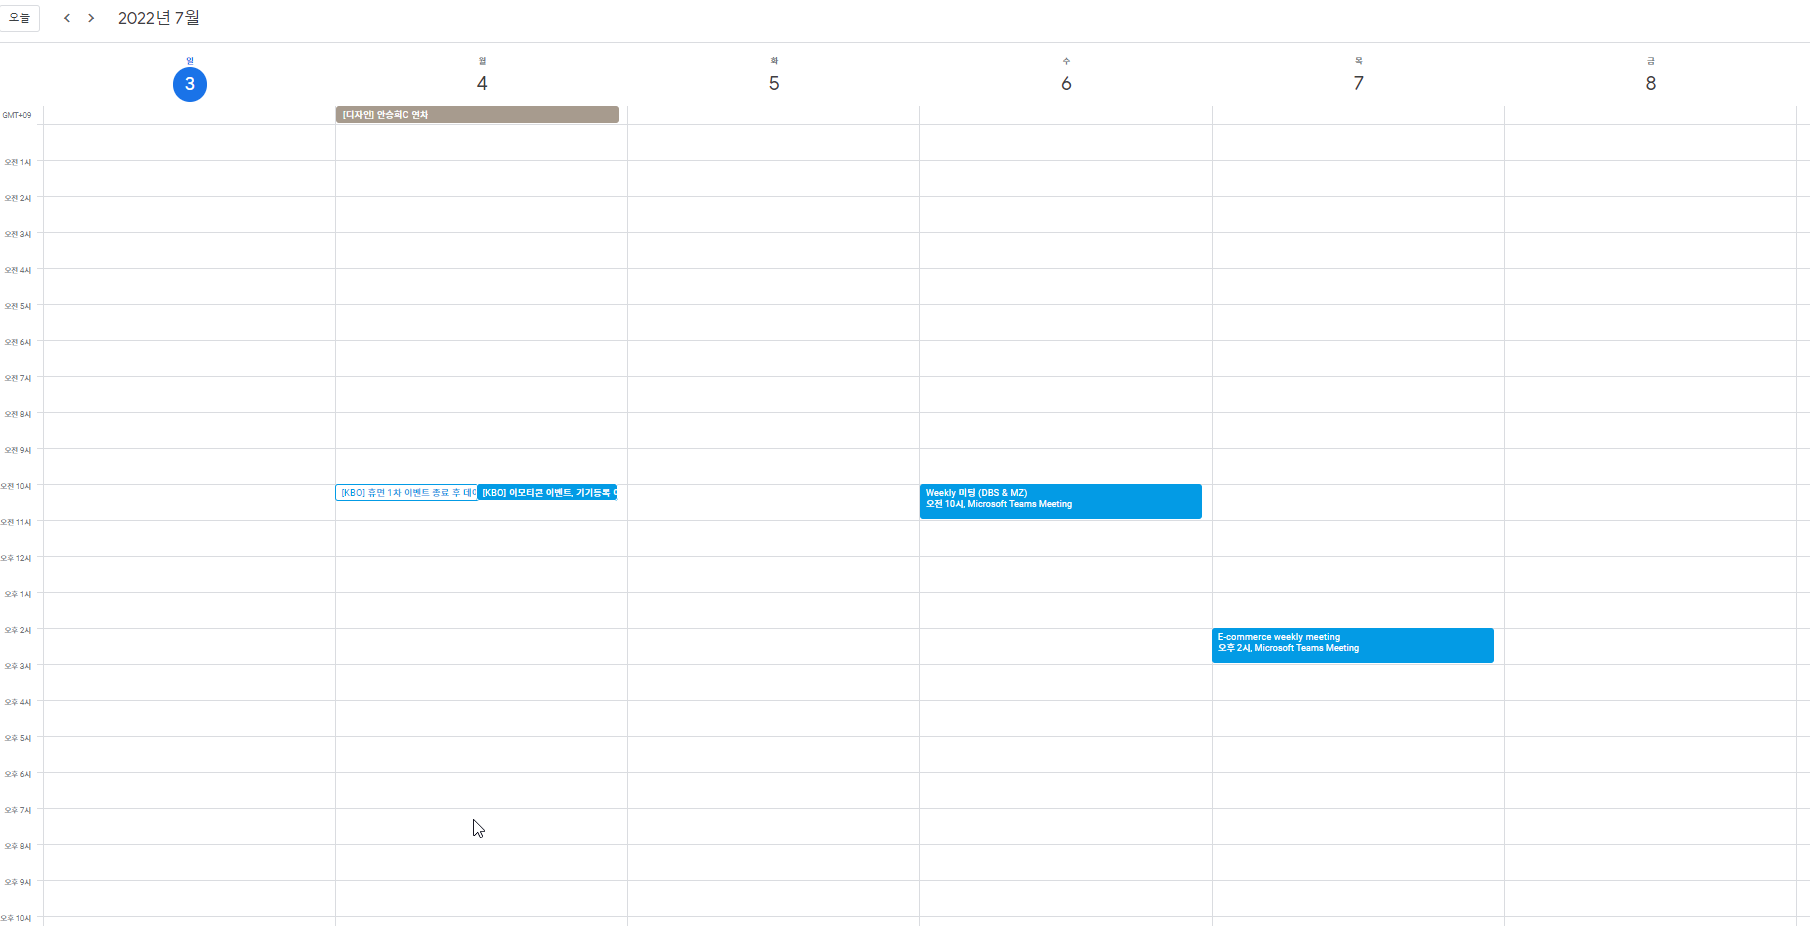 오늘
2022년 7월
일
월
화
수
목
금
3
4
5
6
7
8
GMT+09
[디자인] 안승희C 연차
오전 1시
오전 2시
오전 3시
오전 4시
오전 5시
오전 6시
오전 7시
오전 8시
오전 9시
오전 10시
[KBO] 휴면 1차 이벤트 종료 후
[KBO] 이모티콘 이벤트, 기기등록
Weekly 미팅 (DBS & MZ)
오전 10시, Microsoft Teams Meeting
오전 11시
오후 12시
오후 1시
오후 2시
E-commerce weekly meeting
오후 2시, Microsoft Teams Meeting
오후 3시
오후 4시
오후 5시
오후 6시
오후 7시
오후 8시
오후 9시
오후 10시